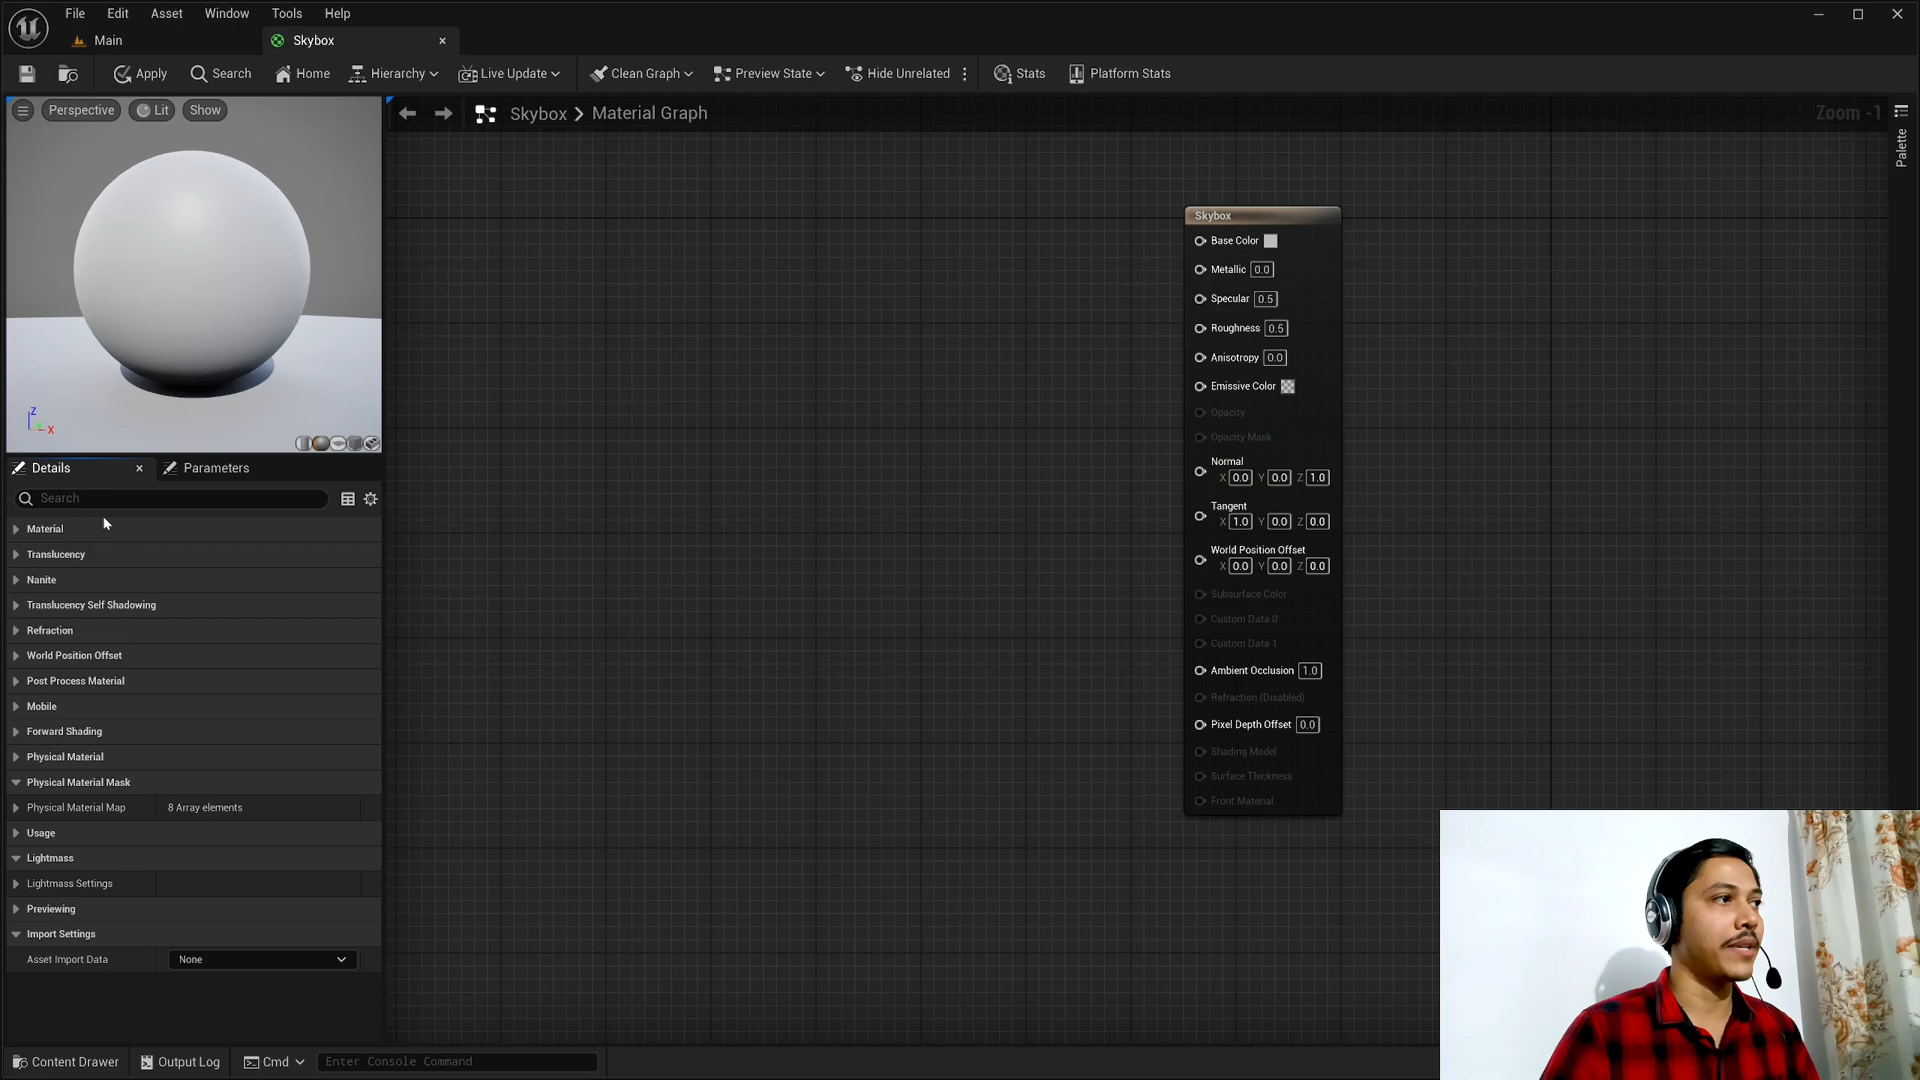 File Edit Asset Window Tools Help
Main Skybox
Apply Search Home Hierarchy Live Update Clean Graph Preview State Hide Unrelated Stats Platform Stats
Perspective Lit Show
Skybox > Material Graph
Zoom -1
Palette
Z
X
Details Parameters
Search
Material
Translucency
Nanite
Translucency Self Shadowing
Refraction
World Position Offset
Post Process Material
Mobile
Forward Shading
Physical Material
Physical Material Mask
Physical Material Map 8 Array elements
Usage
Lightmass
Lightmass Settings
Previewing
Import Settings
Asset Import Data None
Skybox
Base Color
Metallic 0.0
Specular 0.5
Roughness 0.5
Anisotropy 0.0
Emissive Color
Opacity
Opacity Mask
Normal
X 0.0 Y 0.0 Z 1.0
Tangent
X 1.0 Y 0.0 Z 0.0
World Position Offset
X 0.0 Y 0.0 Z 0.0
Subsurface Color
Custom Data 0
Custom Data 1
Ambient Occlusion 1.0
Refraction (Disabled)
Pixel Depth Offset 0.0
Shading Model
Surface Thickness
Front Material
Content Drawer Output Log Cmd Enter Console Command